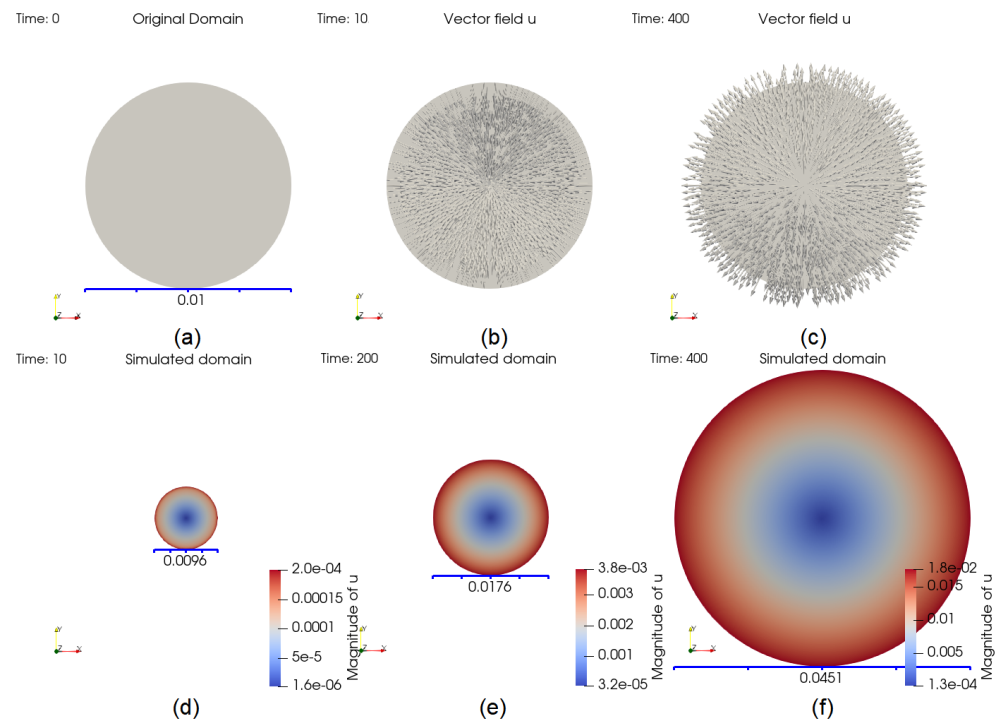 Time: 0
Original Domain
Time: 10
Vector field u
Time: 400
Vector field u
0.01
Y
Z
X
Y
Z
X
Y
Z
X
(a)
(b)
(c)
Time: 10
Simulated domain
Time: 200
Simulated domain
Time: 400
Simulated domain
0.0096
2.0e-04
0.00015
0.0001
5e-5
1.6e-06
Magnitude of u
Y
Z
X
0.0176
3.8e-03
0.003
0.002
0.001
3.2e-05
Magnitude of u
Y
Z
X
1.8e-02
0.015
0.01
0.005
1.3e-04
Magnitude of u
Y
Z
X
0.0451
(d)
(e)
(f)